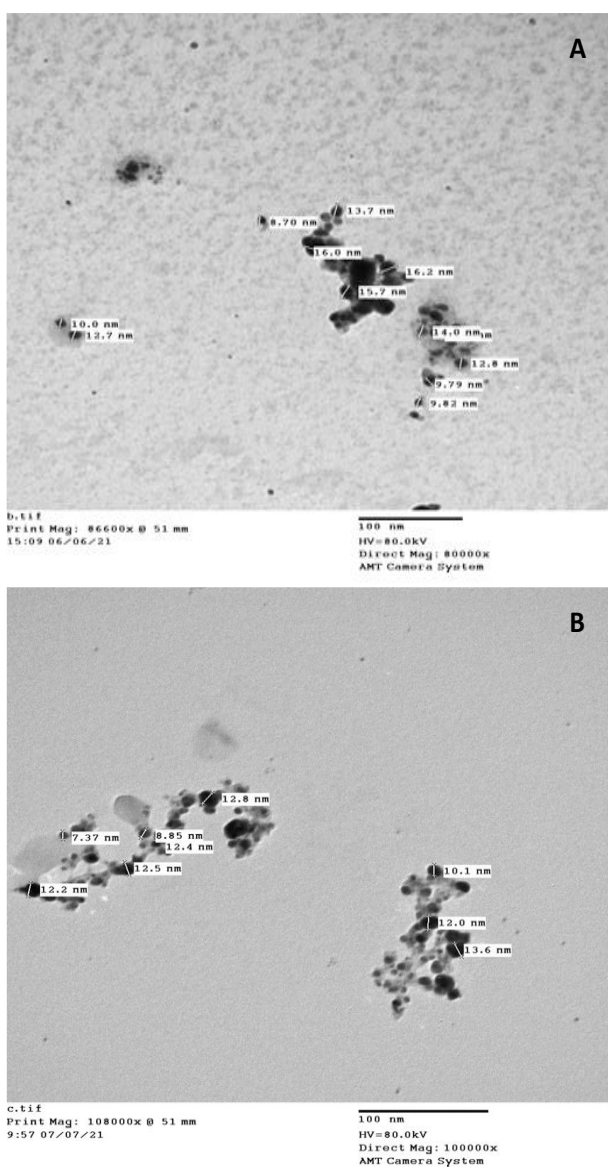 A
13.7 nm
8.70 nm
16.0 nm
16.2 nm
15.7 nm
10.0 nm
12.7 nm
14.0 nm
nm
12.8 nm
9.79 nm
9.82 nm
b.tif
Print Mag: 86600x @ 51 mm
15:09 06/06/21
100 nm
HV=80.0kV
Direct Mag: 80000x
AMT Camera System
B
12.8 nm
7.37 nm
8.85 nm
12.4 nm
12.5 nm
12.2 nm
10.1 nm
12.0 nm
13.6 nm
c.tif
Print Mag: 108000x @ 51 mm
9:57 07/07/21
100 nm
HV=80.0kV
Direct Mag: 100000x
AMT Camera System